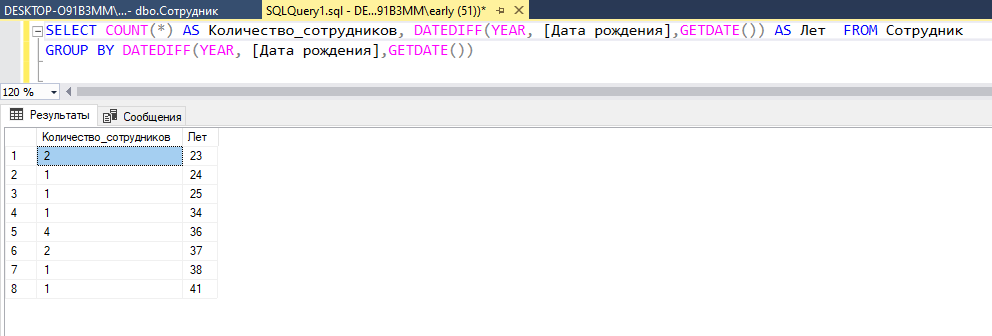 DESKTOP-O91B3MM\...- dbo.Сотрудник SQLQuery1.sql - DE...91B3MM\early (51))*
SELECT COUNT(*) AS Количество_сотрудников, DATEDIFF(YEAR, [Дата рождения],GETDATE()) AS Лет FROM Сотрудник
GROUP BY DATEDIFF(YEAR, [Дата рождения],GETDATE())
120 %
Результаты Сообщения
Количество_сотрудников Лет
1 2 23
2 1 24
3 1 25
4 1 34
5 4 36
6 2 37
7 1 38
8 1 41